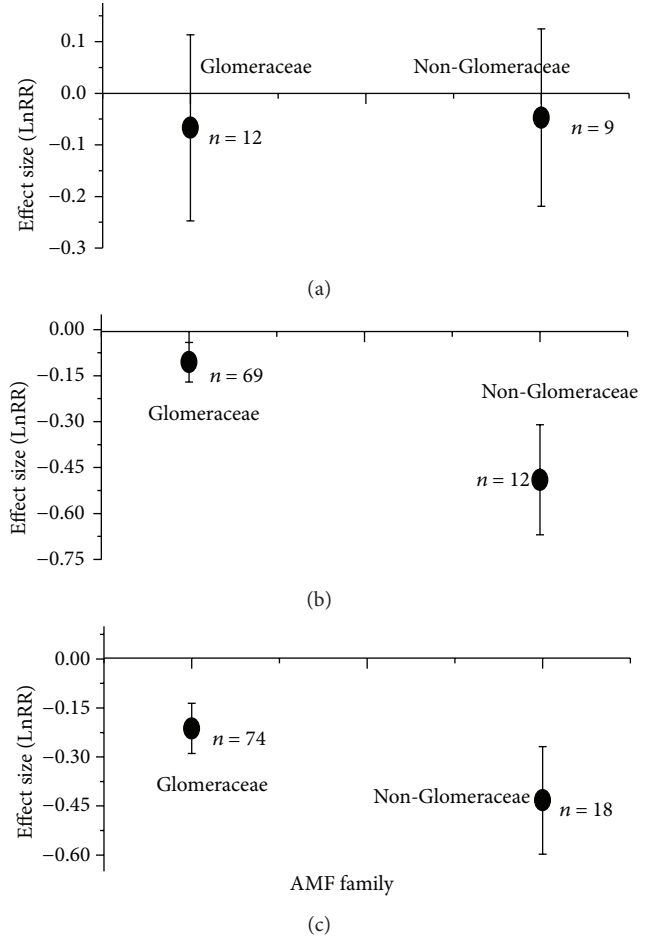 0.1
0.0
−0.1
−0.2
−0.3
Effect size (LnRR)
Glomeraceae
Non-Glomeraceae
n = 12
n = 9
(a)
0.00
−0.15
−0.30
−0.45
−0.60
−0.75
Effect size (LnRR)
n = 69
Glomeraceae
Non-Glomeraceae
n = 12
(b)
0.00
−0.15
−0.30
−0.45
−0.60
Effect size (LnRR)
n = 74
Glomeraceae
Non-Glomeraceae
n = 18
AMF family
(c)